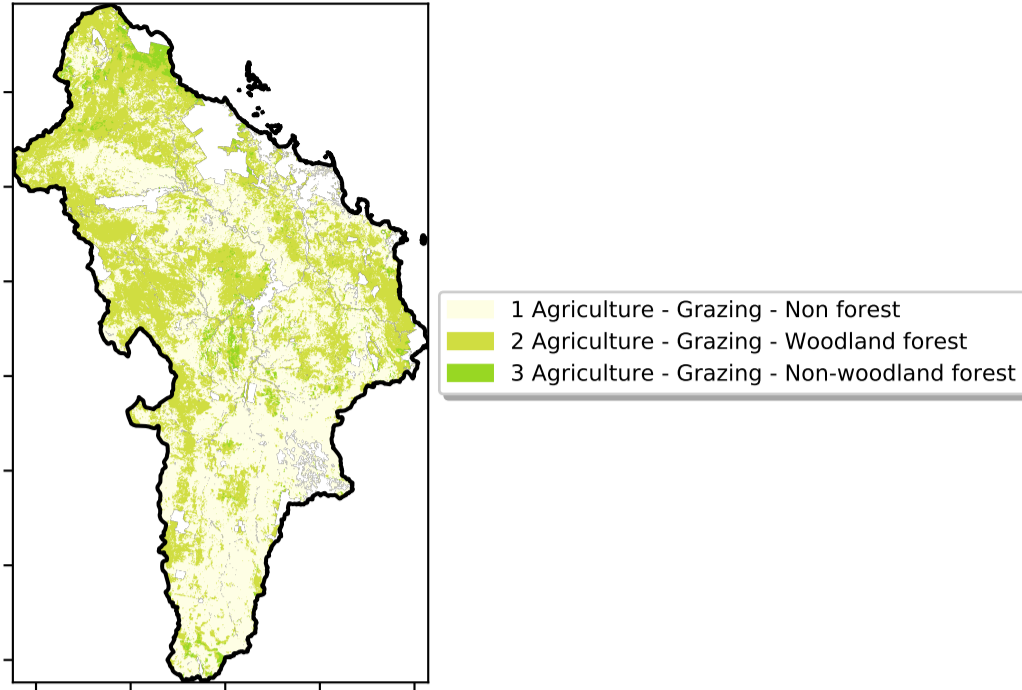 1 Agriculture - Grazing - Non forest
2 Agriculture - Grazing - Woodland forest
3 Agriculture - Grazing - Non-woodland forest